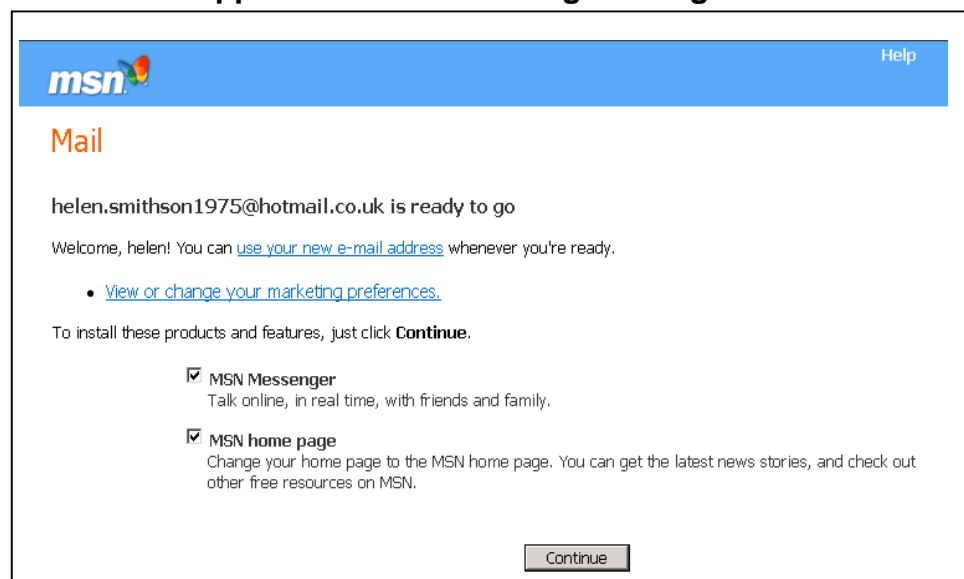 Help
msn
Mail
helen.smithson1975@hotmail.co.uk is ready to go
Welcome, helen! You can use your new e-mail address whenever you're ready.
• View or change your marketing preferences.
To install these products and features, just click Continue.
MSN Messenger
Talk online, in real time, with friends and family.
MSN home page
Change your home page to the MSN home page. You can get the latest news stories, and check out
other free resources on MSN.
Continue